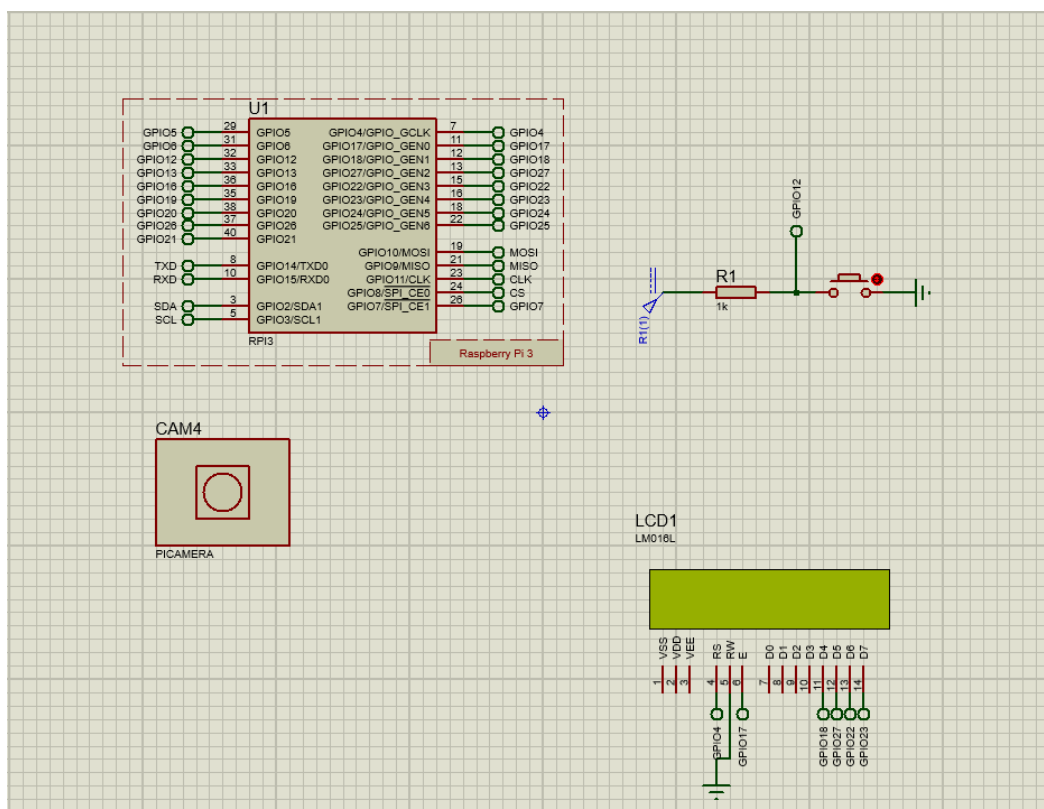 U1
GPIO5 29 GPIO5 GPIO4/GPIO_GCLK 7 GPIO4
GPIO6 31 GPIO6 GPIO17/GPIO_GEN0 11 GPIO17
GPIO12 32 GPIO12 GPIO18/GPIO_GEN1 12 GPIO18
GPIO13 33 GPIO13 GPIO27/GPIO_GEN2 13 GPIO27
GPIO16 36 GPIO16 GPIO22/GPIO_GEN3 15 GPIO22
GPIO19 35 GPIO19 GPIO23/GPIO_GEN4 16 GPIO23
GPIO20 38 GPIO20 GPIO24/GPIO_GEN5 18 GPIO24
GPIO26 37 GPIO26 GPIO25/GPIO_GEN6 22 GPIO25
GPIO21 40 GPIO21
GPIO10/MOSI 19 MOSI
TXD 8 GPIO14/TXD0 GPIO9/MISO 21 MISO
RXD 10 GPIO15/RXD0 GPIO11/CLK 23 CLK
GPIO8/SPI_CE0 24 CS
SDA 3 GPIO2/SDA1 GPIO7/SPI_CE1 26 GPIO7
SCL 5 GPIO3/SCL1
RPI3
Raspberry Pi 3
GPIO12
R1
1k
R1(1)
CAM4
PICAMERA
LCD1
LM016L
VSS VDD VEE RS RW E D0 D1 D2 D3 D4 D5 D6 D7
1 2 3 4 5 6 7 8 9 10 11 12 13 14
GPIO4 GPIO17 GPIO18 GPIO27 GPIO22 GPIO23